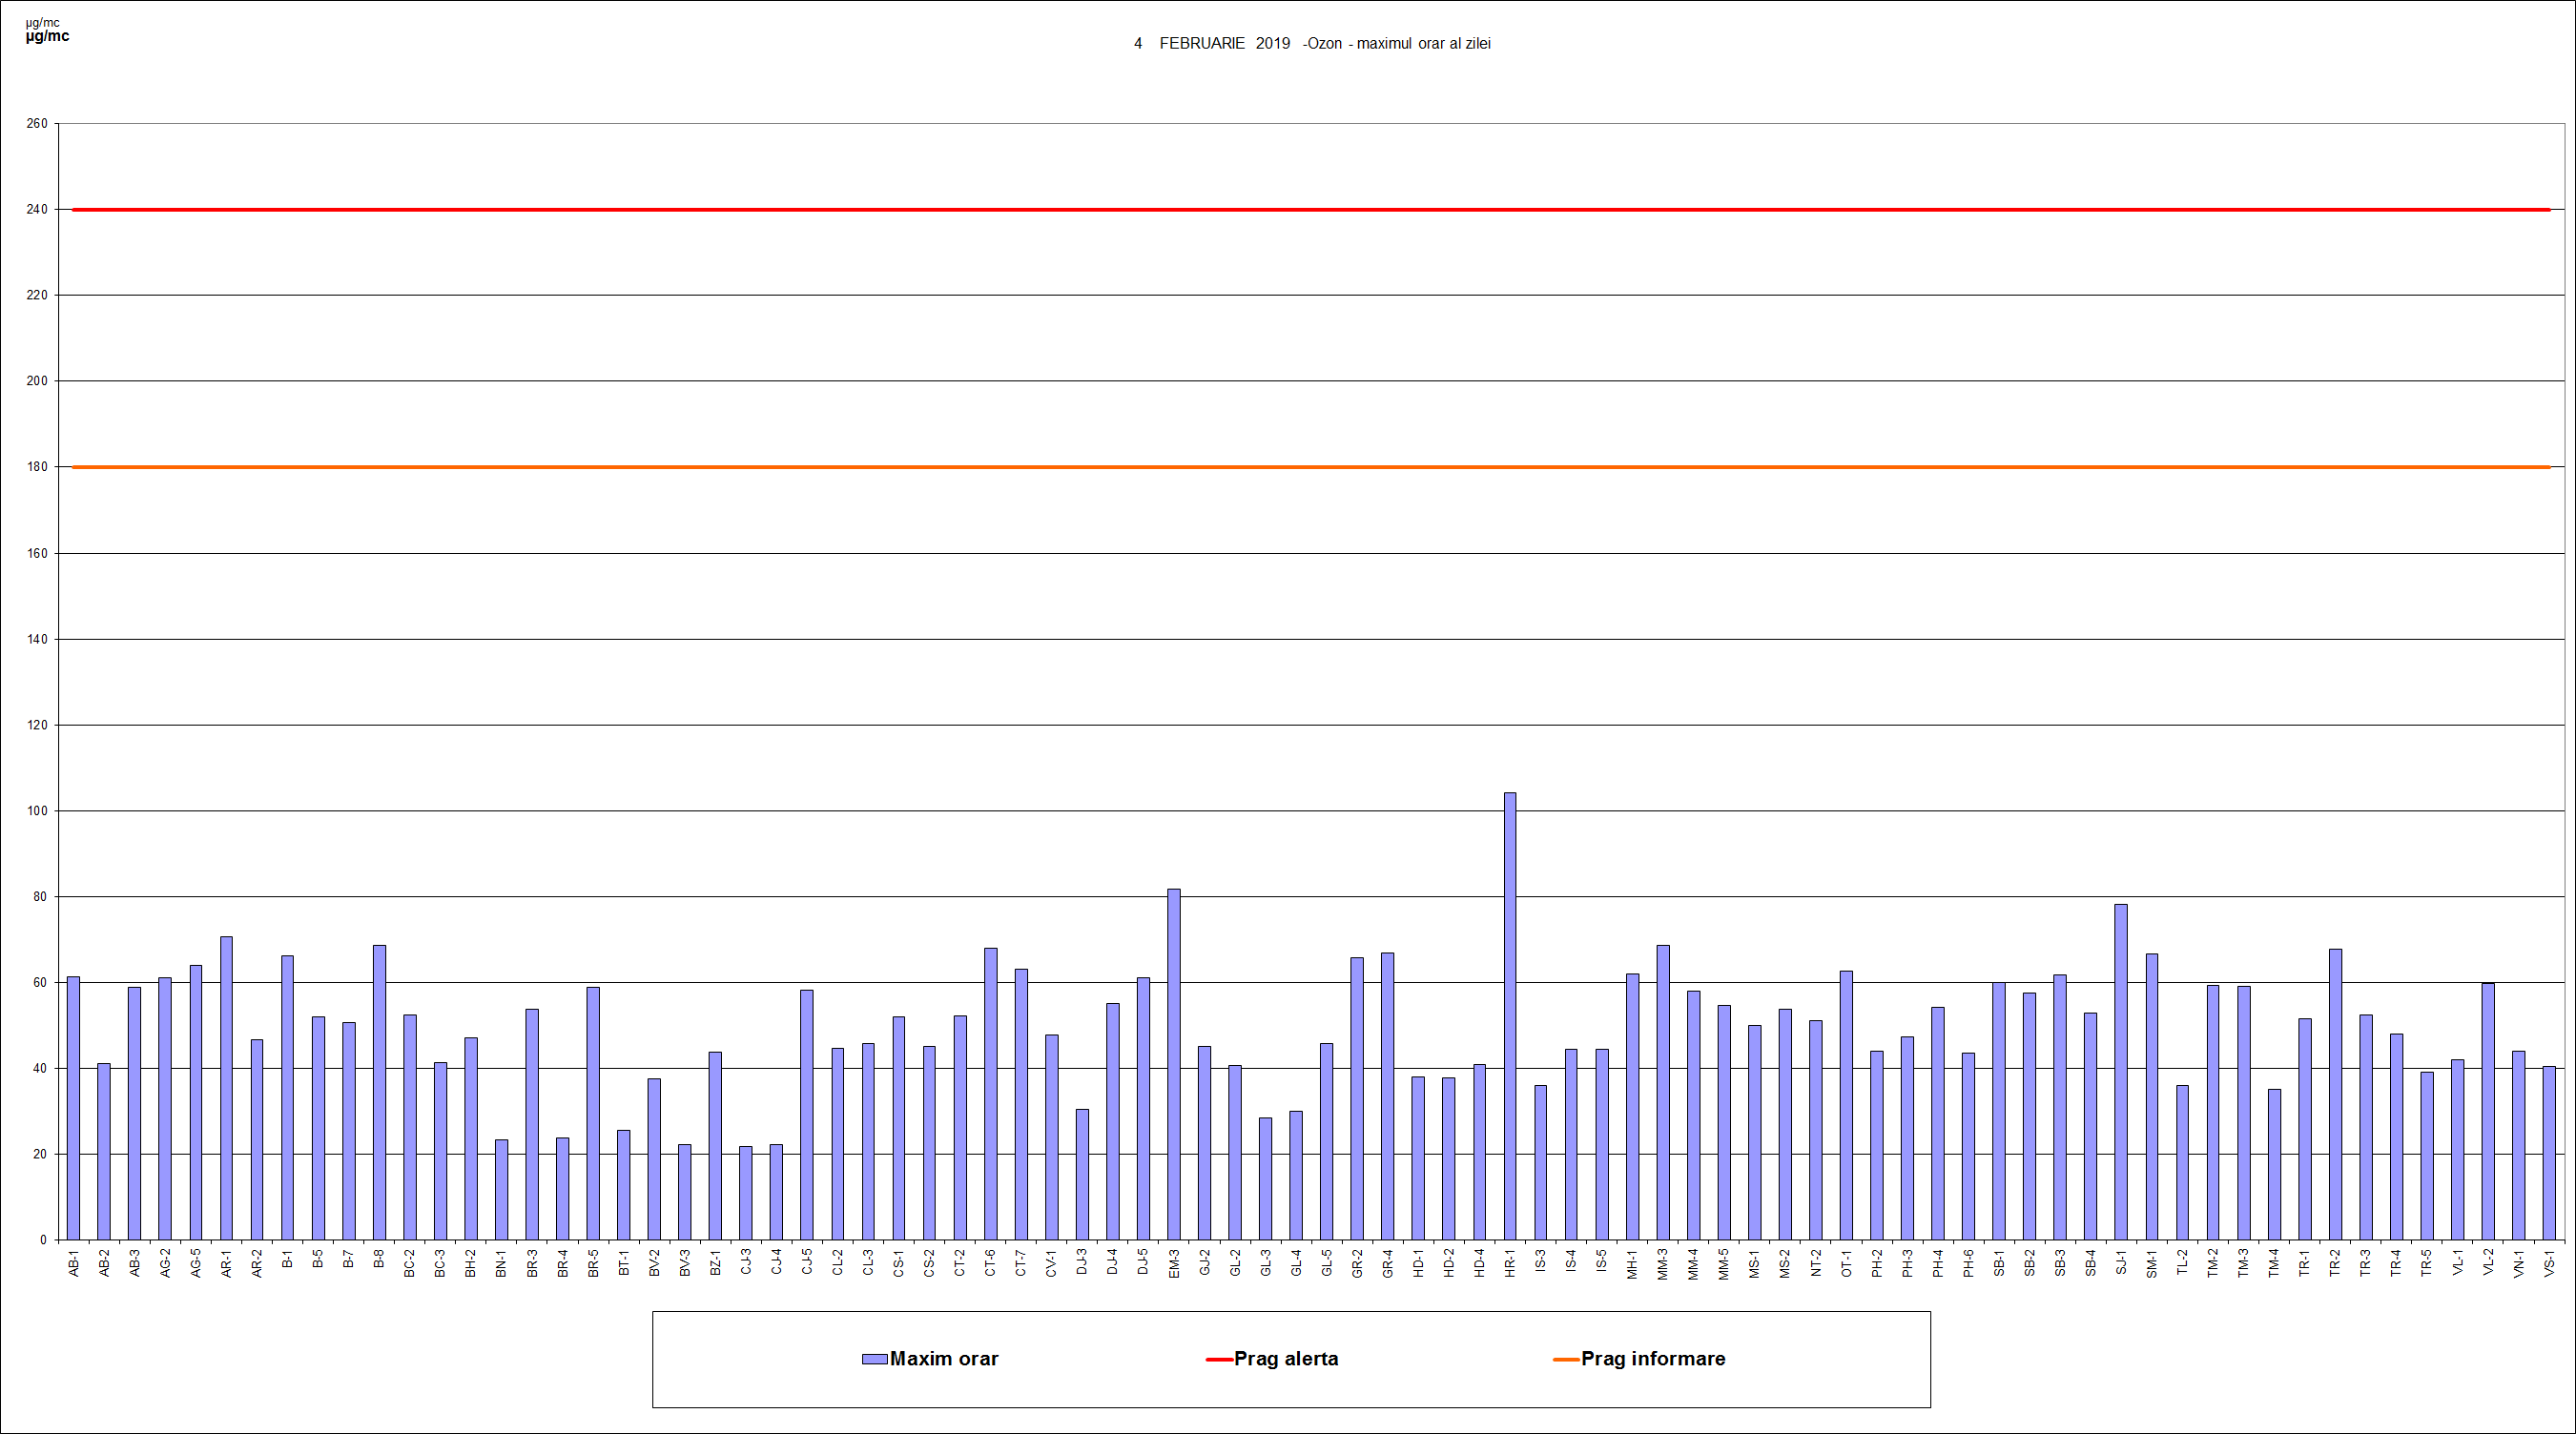 µg/mc
µg/mc
4 FEBRUARIE 2019 -Ozon - maximul orar al zilei
260
240
220
200
180
160
140
120
100
80
60
40
20
0
AB-1 AB-2 AB-3 AG-2 AG-5 AR-1 AR-2 B-1 B-5 B-7 B-8 BC-2 BC-3 BH-2 BN-1 BR-3 BR-4 BR-5 BT-1 BV-2 BV-3 BZ-1 CJ-3 CJ-4 CJ-5 CL-2 CL-3 CS-1 CS-2 CT-2 CT-6 CT-7 CV-1 DJ-3 DJ-4 DJ-5 EM-3 GJ-2 GL-2 GL-3 GL-4 GL-5 GR-2 GR-4 HD-1 HD-2 HD-4 HR-1 IS-3 IS-4 IS-5 MH-1 MM-3 MM-4 MM-5 MS-1 MS-2 NT-2 OT-1 PH-2 PH-3 PH-4 PH-6 SB-1 SB-2 SB-3 SB-4 SJ-1 SM-1 TL-2 TM-2 TM-3 TM-4 TR-1 TR-2 TR-3 TR-4 TR-5 VL-1 VL-2 VN-1 VS-1
Maxim orar Prag alerta Prag informare